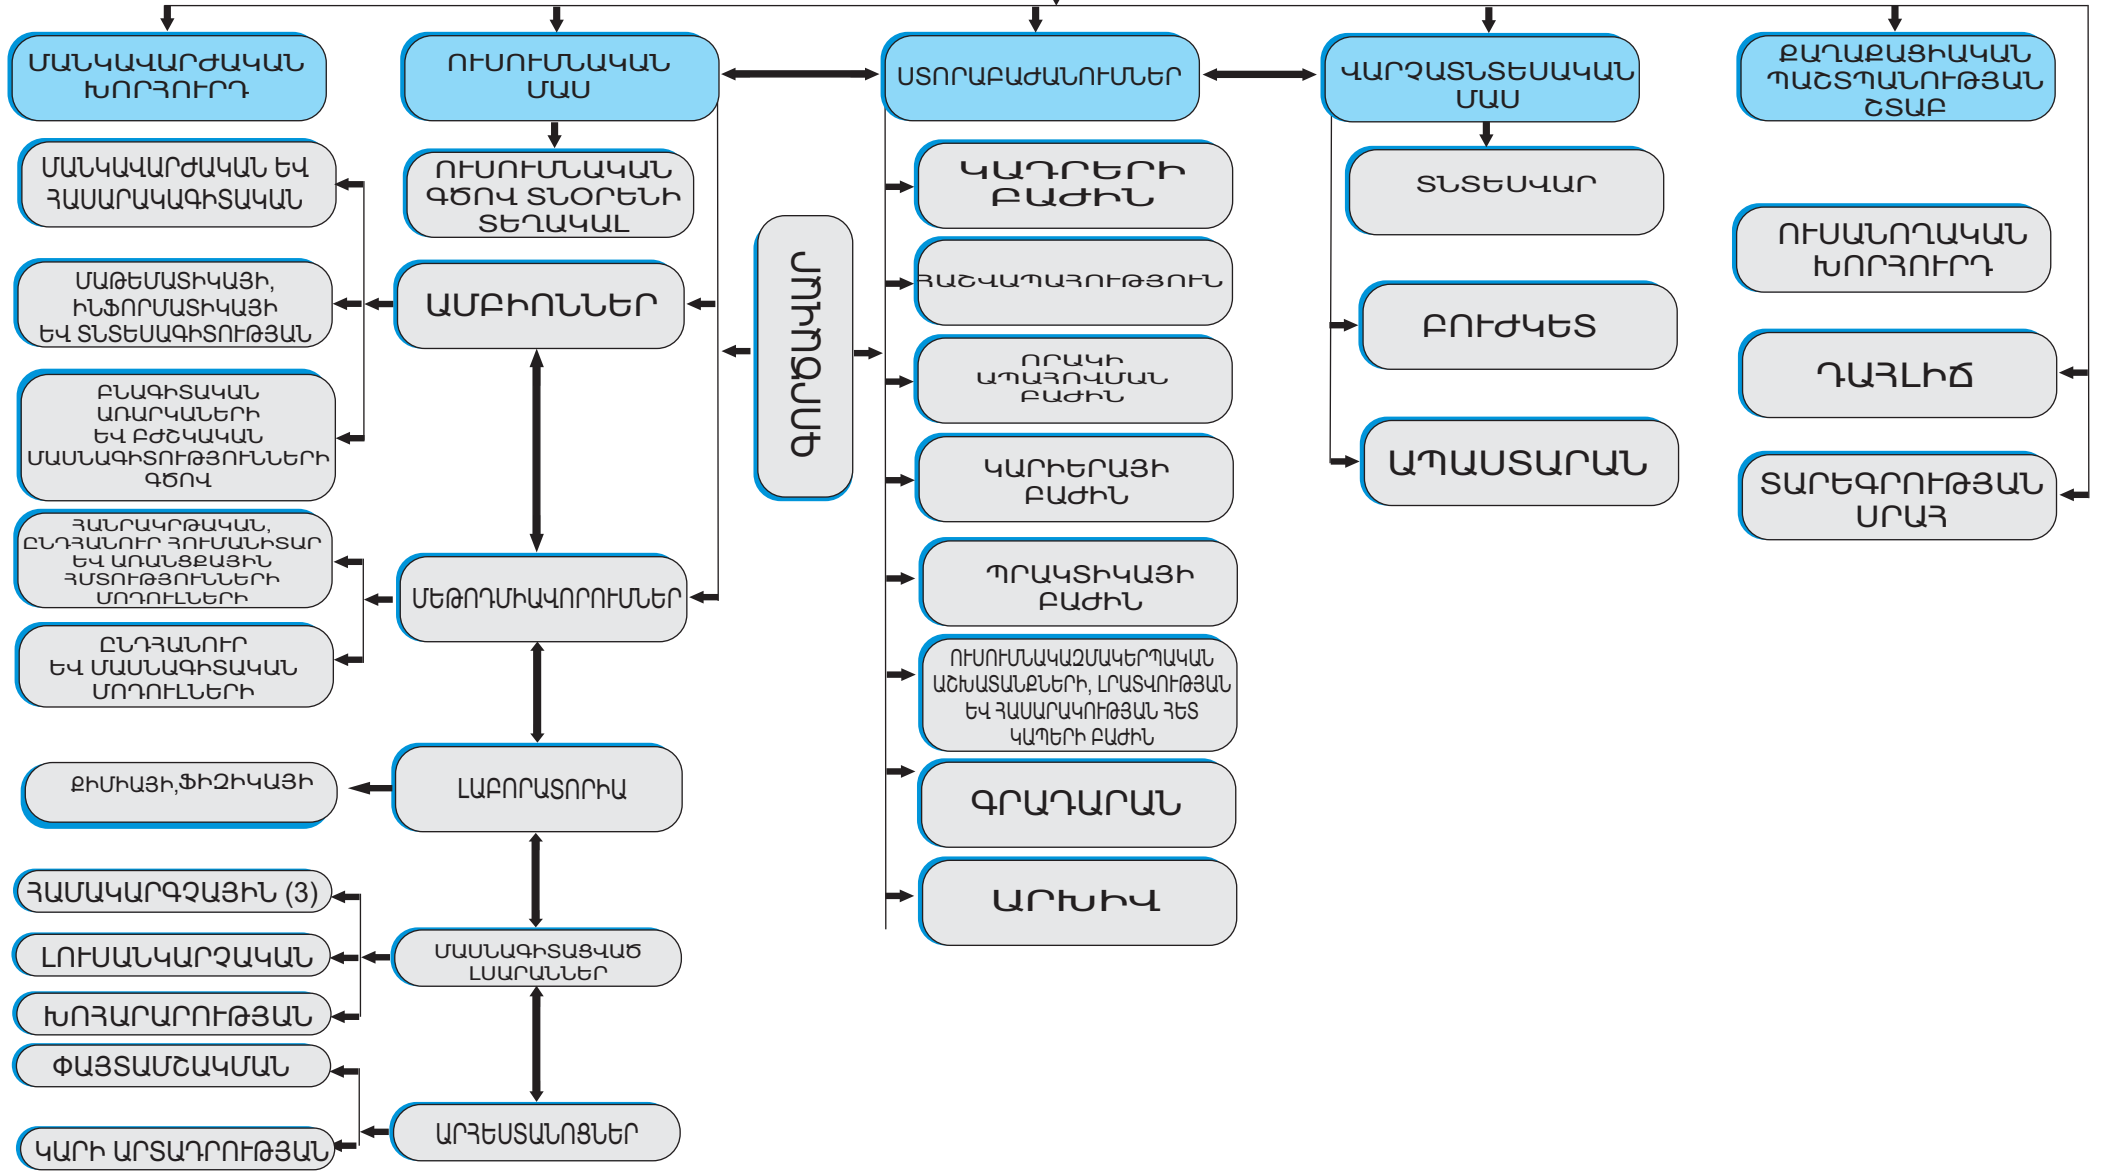 ՄԱՆԿԱՎԱՐԺԱԿԱՆ
ԽՈՐՀՈՒՐԴ
ՈՒՍՈՒՄՆԱԿԱՆ
ՄԱՍ
ՍՏՈՐԱԲԱԺԱՆՈՒՄՆԵՐ
ՎԱՐՉԱՏՆՏԵՍԱԿԱՆ
ՄԱՍ
ՔԱՂԱՔԱՑԻԱԿԱՆ
ՊԱՇՏՊԱՆՈՒԹՅԱՆ
ՇՏԱԲ
ՄԱՆԿԱՎԱՐԺԱԿԱՆ ԵՎ
ՀԱՍԱՐԱԿԱԳԻՏԱԿԱՆ
ՄԱԹԵՄԱՏԻԿԱՅԻ,
ԻՆՖՈՐՄԱՏԻԿԱՅԻ
ԵՎ ՏՆՏԵՍԱԳԻՏՈՒԹՅԱՆ
ԲՆԱԳԻՏԱԿԱՆ
ԱՌԱՐԿԱՆԵՐԻ
ԵՎ ԲԺՇԿԱԿԱՆ
ՄԱՍՆԱԳԻՏՈՒԹՅՈՒՆՆԵՐԻ
ԳԾՈՎ
ՀԱՆՐԱԿՐԹԱԿԱՆ,
ԸՆԴՀԱՆՈՒՐ ՀՈՒՄԱՆԻՏԱՐ
ԵՎ ԱՌԱՆՑՔԱՅԻՆ
ՀՄՏՈՒԹՅՈՒՆՆԵՐԻ
ՄՈԴՈՒԼՆԵՐԻ
ԸՆԴՀԱՆՈՒՐ
ԵՎ ՄԱՍՆԱԳԻՏԱԿԱՆ
ՄՈԴՈՒԼՆԵՐԻ
ՔԻՄԻԱՅԻ,ՖԻԶԻԿԱՅԻ
ՀԱՄԱԿԱՐԳՉԱՅԻՆ (3)
ԼՈՒՍԱՆԿԱՐՉԱԿԱՆ
ԽՈՀԱՐԱՐՈՒԹՅԱՆ
ՓԱՅՏԱՄՇԱԿՄԱՆ
ԿԱՐԻ ԱՐՏԱԴՐՈՒԹՅԱՆ
ՈՒՍՈՒՄՆԱԿԱՆ
ԳԾՈՎ ՏՆՕՐԵՆԻ
ՏԵՂԱԿԱԼ
ԱՄԲԻՈՆՆԵՐ
ՄԵԹՈԴՄԻԱՎՈՐՈՒՄՆԵՐ
ԼԱԲՈՐԱՏՈՐԻԱ
ՄԱՍՆԱԳԻՏԱՑՎԱԾ
ԼՍԱՐԱՆՆԵՐ
ԱՐՀԵՍՏԱՆՈՑՆԵՐ
ԿԱԴՐԵՐԻ
ԲԱԺԻՆ
ՀԱՇՎԱՊԱՀՈՒԹՅՈՒՆ
ՈՐԱԿԻ
ԱՊԱՀՈՎՄԱՆ
ԲԱԺԻՆ
ԿԱՐԻԵՐԱՅԻ
ԲԱԺԻՆ
ՊՐԱԿՏԻԿԱՅԻ
ԲԱԺԻՆ
ՈՒՍՈՒՄՆԱԿԱԶՄԱԿԵՐՊԱԿԱՆ
ԱՇԽԱՏԱՆՔՆԵՐԻ, ԼՐԱՏՎՈՒԹՅԱՆ
ԵՎ ՀԱՍԱՐԱԿՈՒԹՅԱՆ ՀԵՏ
ԿԱՊԵՐԻ ԲԱԺԻՆ
ԳՐԱԴԱՐԱՆ
ԱՐԽԻՎ
ՏՆՏԵՍՎԱՐ
ԲՈՒԺԿԵՏ
ԱՊԱՍՏԱՐԱՆ
ՈՒՍԱՆՈՂԱԿԱՆ
ԽՈՐՀՈՒՐԴ
ԴԱՀԼԻՃ
ՏԱՐԵԳՐՈՒԹՅԱՆ
ՍՐԱՀ